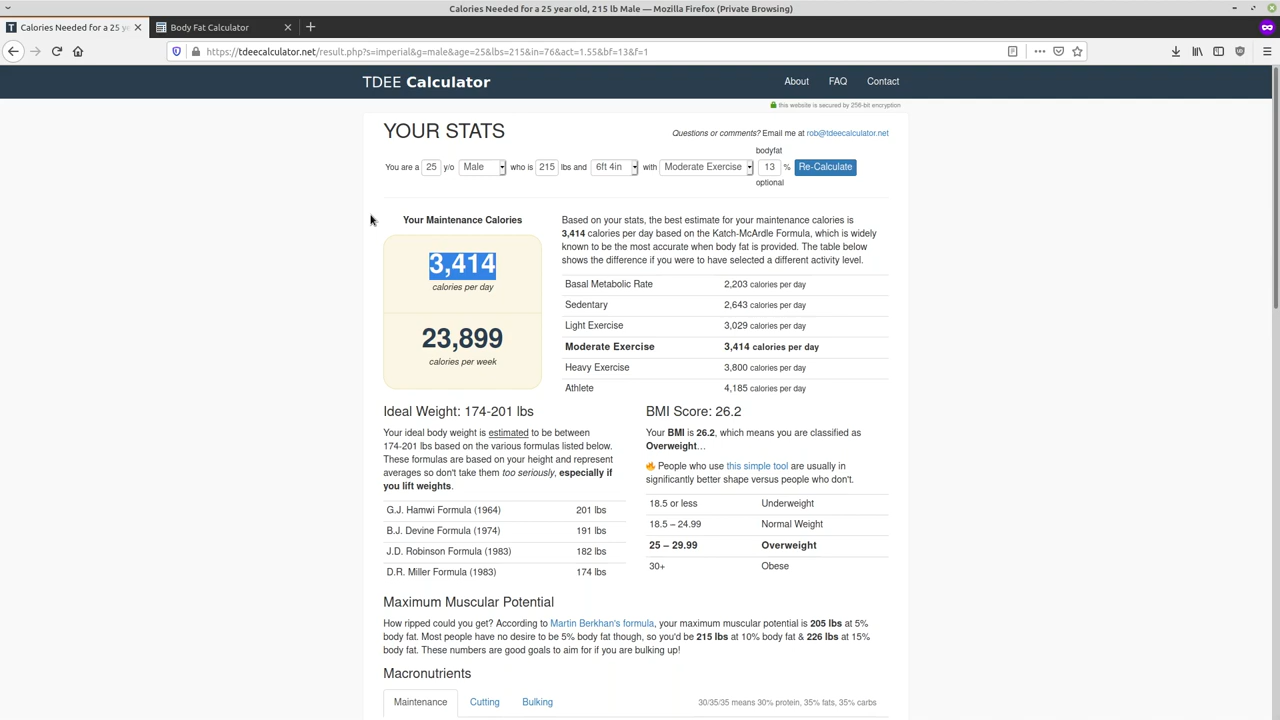 Calories Needed for a 25 year old, 215 lb Male — Mozilla Firefox (Private Browsing)
Calories Needed for a 25 ye
Body Fat Calculator
https://tdeecalculator.net/result.php?s=imperial&g=male&age=25&lbs=215&in=76&act=1.55&bf=13&f=1
TDEE Calculator
About FAQ Contact
this website is secured by 256-bit encryption
YOUR STATS
Questions or comments? Email me at rob@tdeecalculator.net
bodyfat
You are a 25 y/o Male who is 215 lbs and 6ft 4in with Moderate Exercise 13 % Re-Calculate
optional
Your Maintenance Calories
3,414
calories per day
23,899
calories per week
Based on your stats, the best estimate for your maintenance calories is
3,414 calories per day based on the Katch-McArdle Formula, which is widely
known to be the most accurate when body fat is provided. The table below
shows the difference if you were to have selected a different activity level.
Basal Metabolic Rate 2,203 calories per day
Sedentary 2,643 calories per day
Light Exercise 3,029 calories per day
Moderate Exercise 3,414 calories per day
Heavy Exercise 3,800 calories per day
Athlete 4,185 calories per day
Ideal Weight: 174-201 lbs
Your ideal body weight is estimated to be between
174-201 lbs based on the various formulas listed below.
These formulas are based on your height and represent
averages so don't take them too seriously, especially if
you lift weights.
G.J. Hamwi Formula (1964) 201 lbs
B.J. Devine Formula (1974) 191 lbs
J.D. Robinson Formula (1983) 182 lbs
D.R. Miller Formula (1983) 174 lbs
BMI Score: 26.2
Your BMI is 26.2, which means you are classified as
Overweight...
🔥 People who use this simple tool are usually in
significantly better shape versus people who don't.
18.5 or less Underweight
18.5 – 24.99 Normal Weight
25 – 29.99 Overweight
30+ Obese
Maximum Muscular Potential
How ripped could you get? According to Martin Berkhan's formula, your maximum muscular potential is 205 lbs at 5%
body fat. Most people have no desire to be 5% body fat though, so you'd be 215 lbs at 10% body fat & 226 lbs at 15%
body fat. These numbers are good goals to aim for if you are bulking up!
Macronutrients
Maintenance Cutting Bulking
30/35/35 means 30% protein, 35% fats, 35% carbs